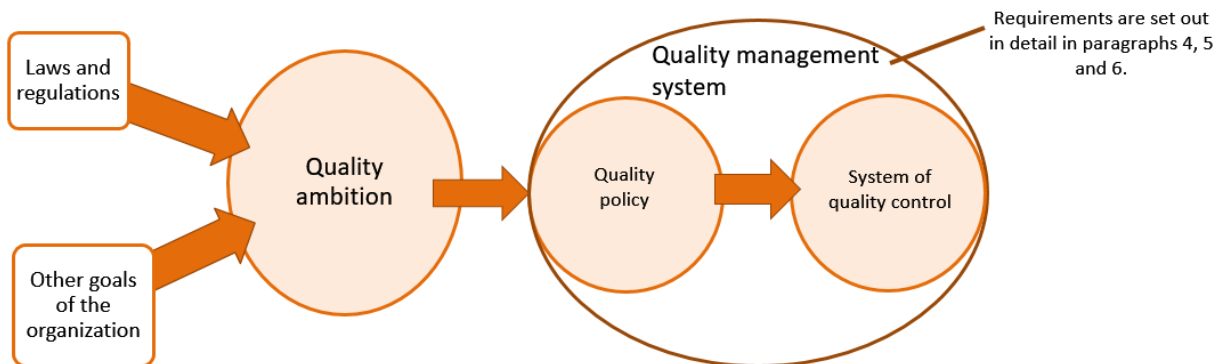 Laws and
regulations
Other goals
of the
organization
Quality
ambition
Quality management
system
Quality
policy
System of
quality control
Requirements are set out
in detail in paragraphs 4, 5
and 6.